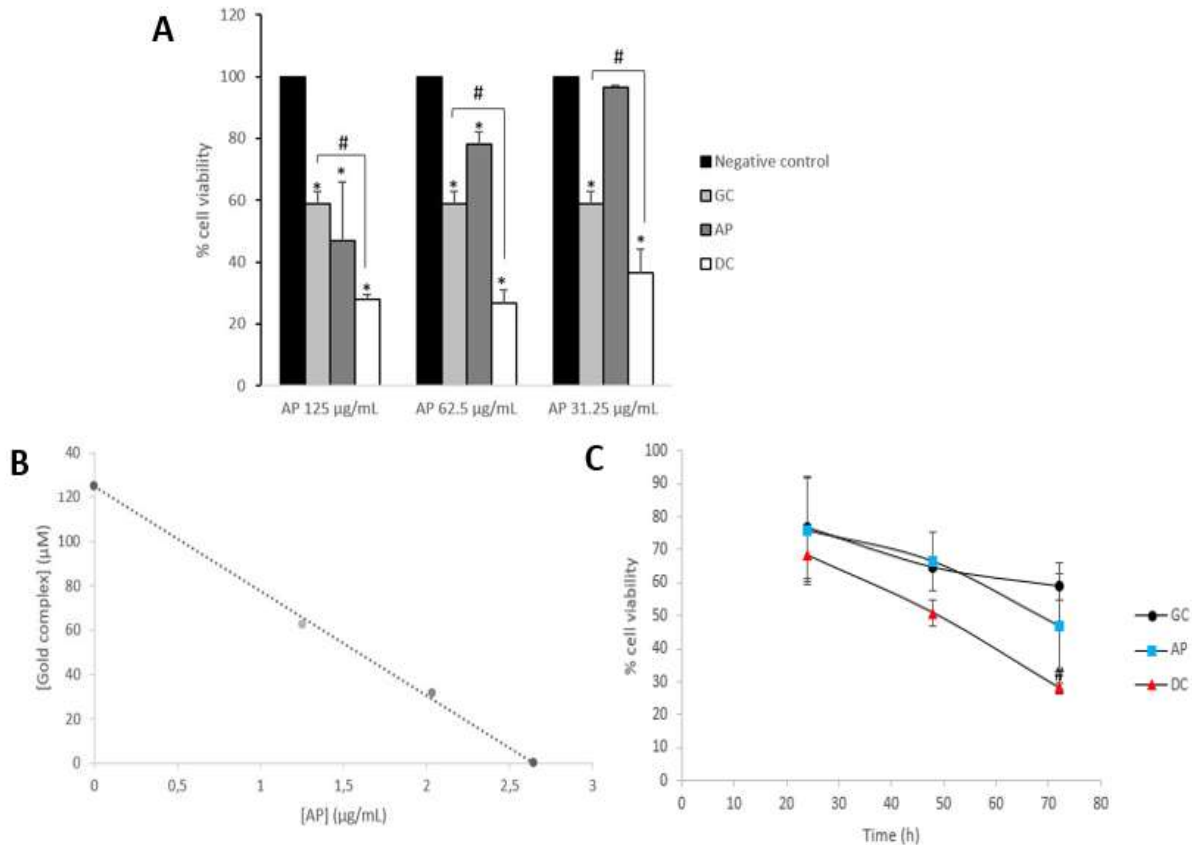 A
120
100
80
60
40
20
0
% cell viability
#
#
#
* * *
* * *
* *
AP 125 µg/mL AP 62.5 µg/mL AP 31.25 µg/mL
Negative control
GC
AP
DC
B
40
120
100
60
40
20
0
[Gold complex] (µM)
0 0,5 1 1,5 2 2,5 3
[AP] (µg/mL)
C
100
90
80
70
60
50
40
30
20
10
0
% cell viability
#
0 10 20 30 40 50 60 70 80
Time (h)
GC
AP
DC